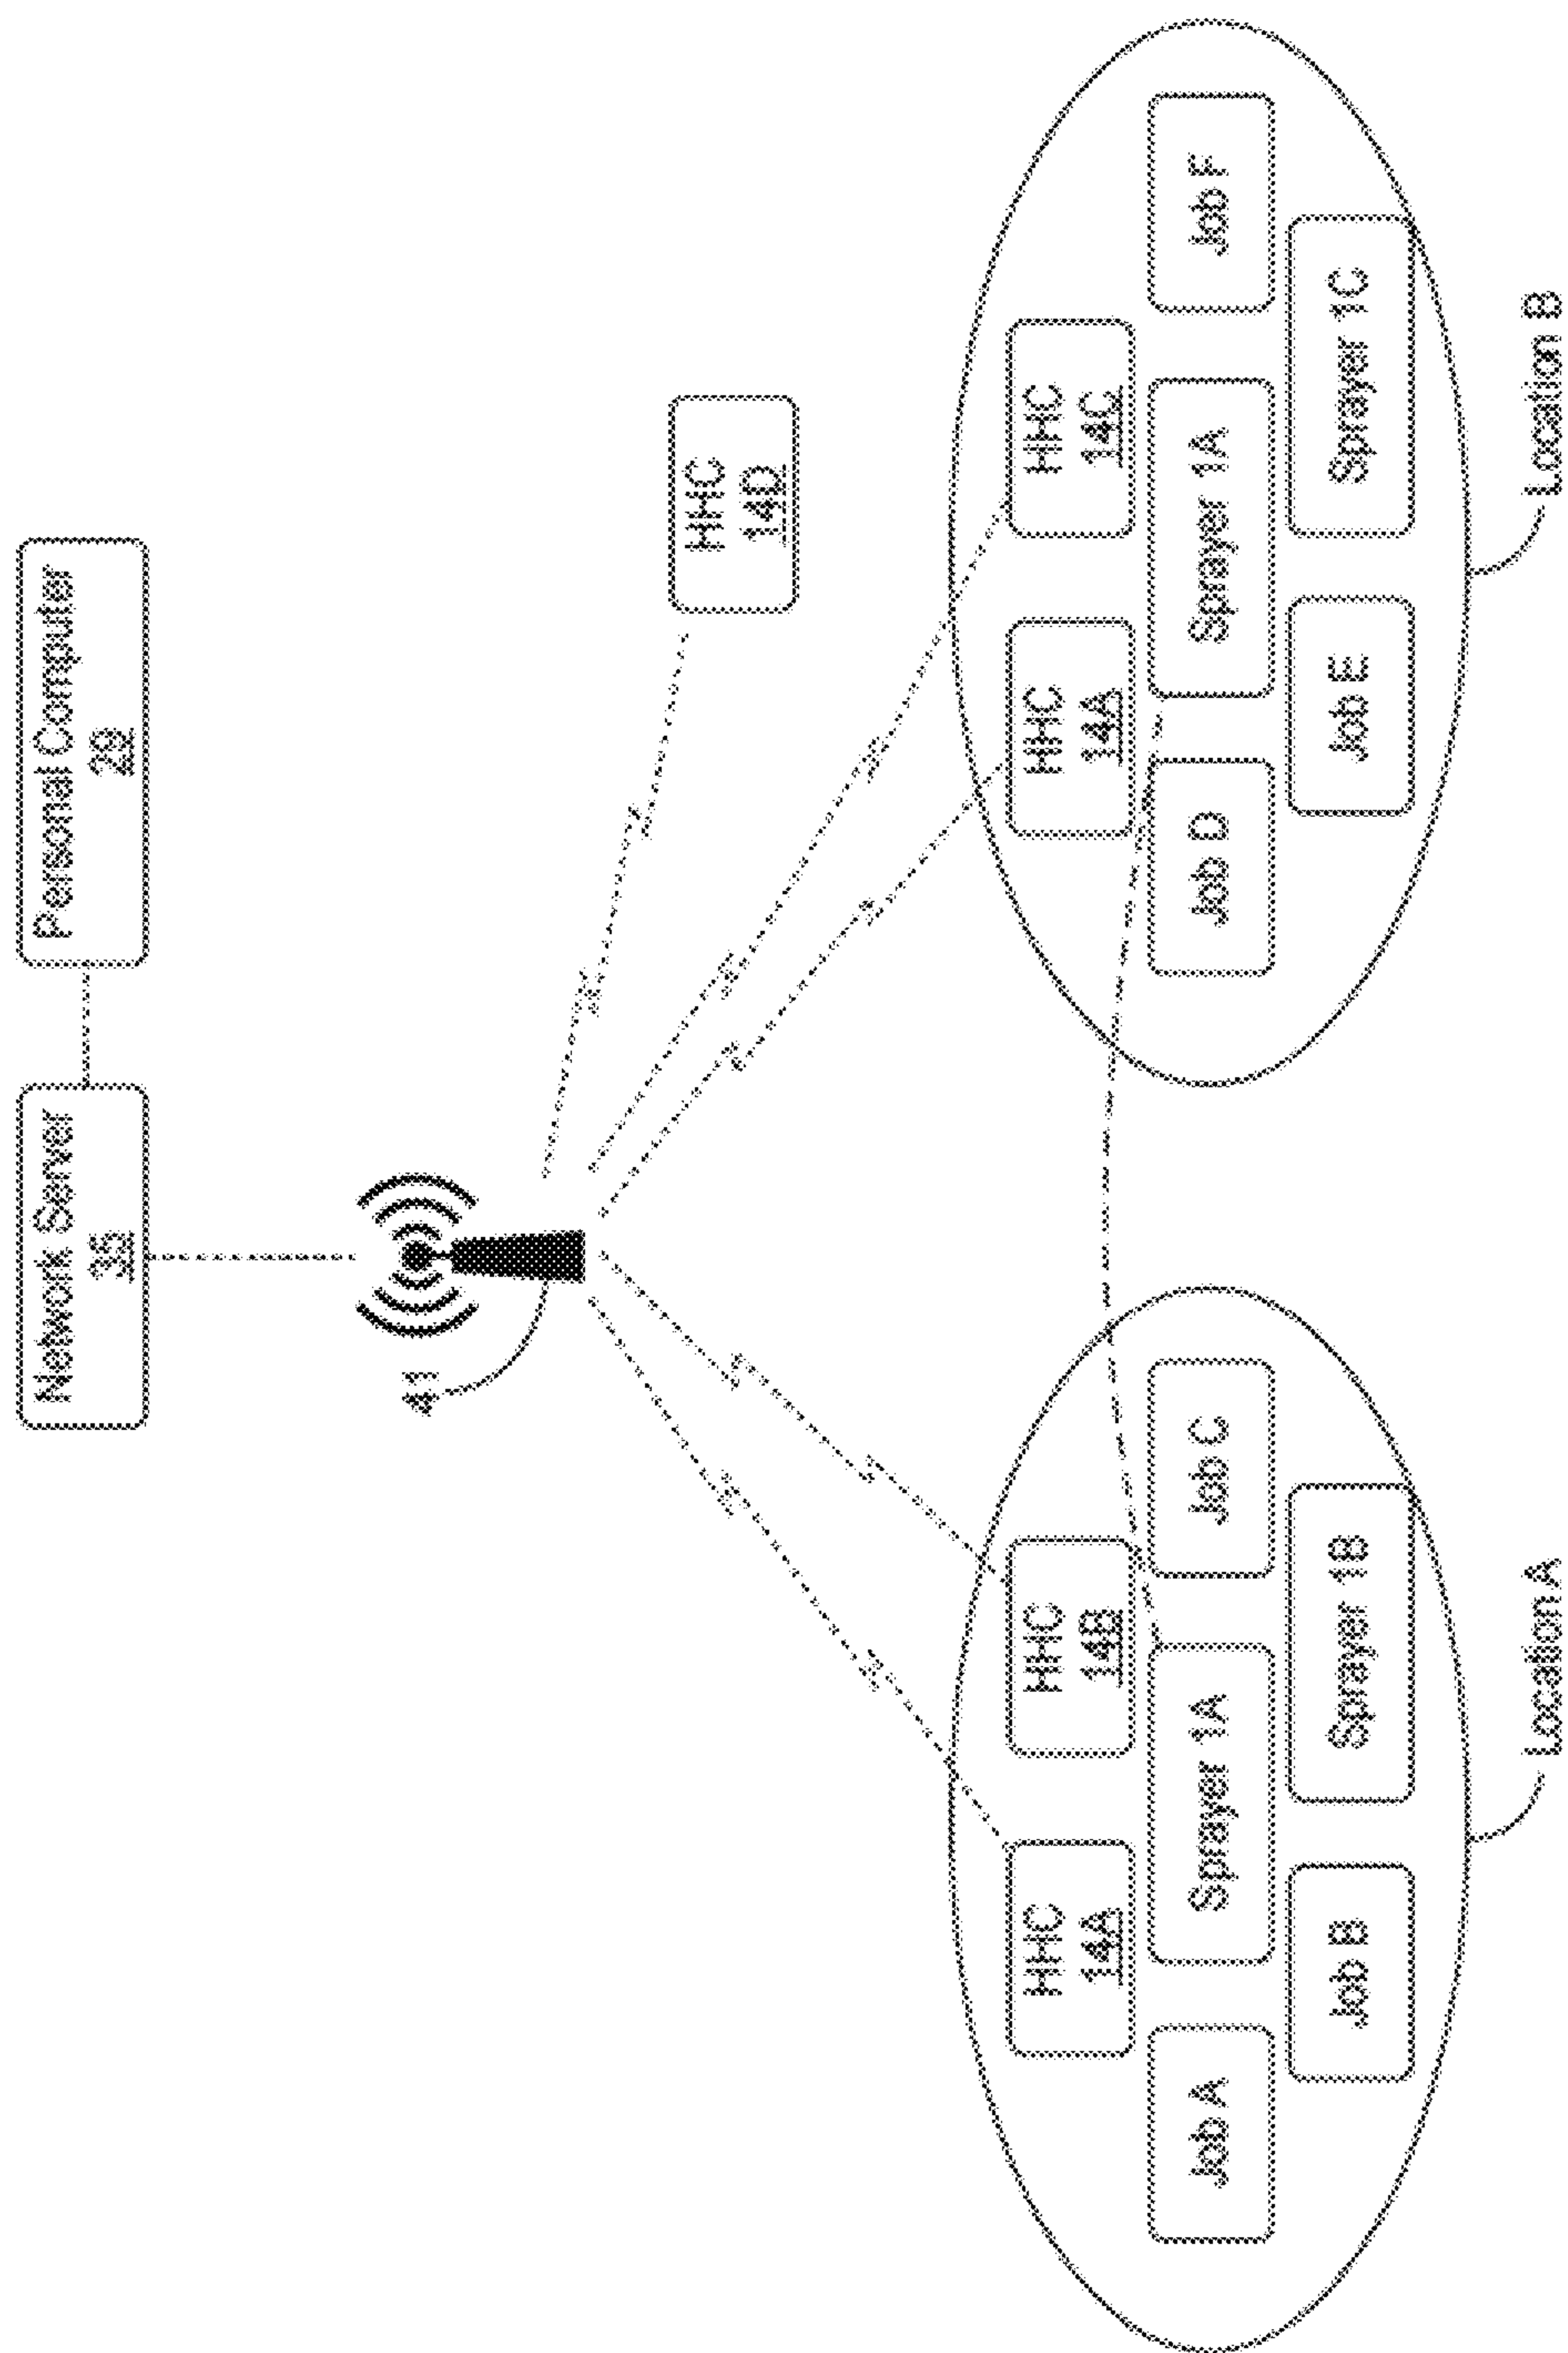 Network Server
35
Personal Computer
29
41
HHC
14D
HHC
14A
HHC
14B
Job A
Sprayer 1A
Job C
Job B
Sprayer 1B
Location A
HHC
14A
HHC
14C
Job D
Sprayer 1A
Job F
Job E
Sprayer 1C
Location B